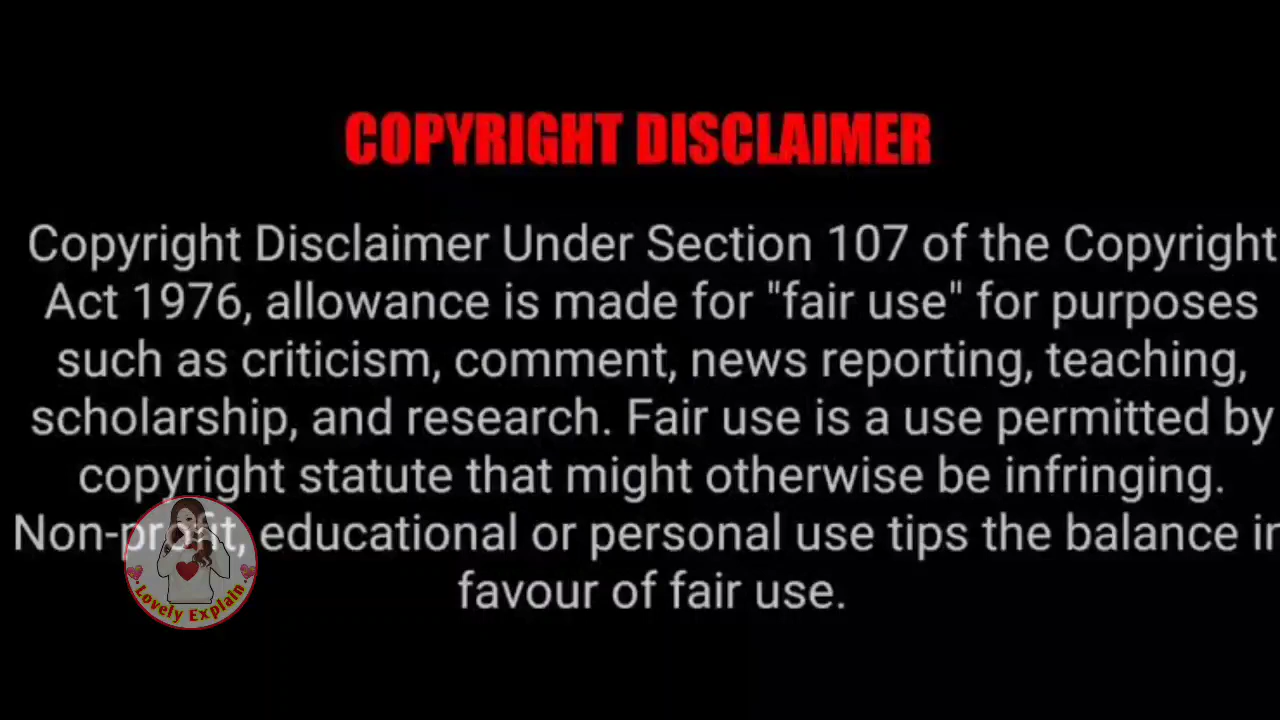 COPYRIGHT DISCLAIMER
Copyright Disclaimer Under Section 107 of the Copyright
Act 1976, allowance is made for "fair use" for purposes
such as criticism, comment, news reporting, teaching,
scholarship, and research. Fair use is a use permitted by
copyright statute that might otherwise be infringing.
Non-profit, educational or personal use tips the balance in
favour of fair use.
Lovely Explain